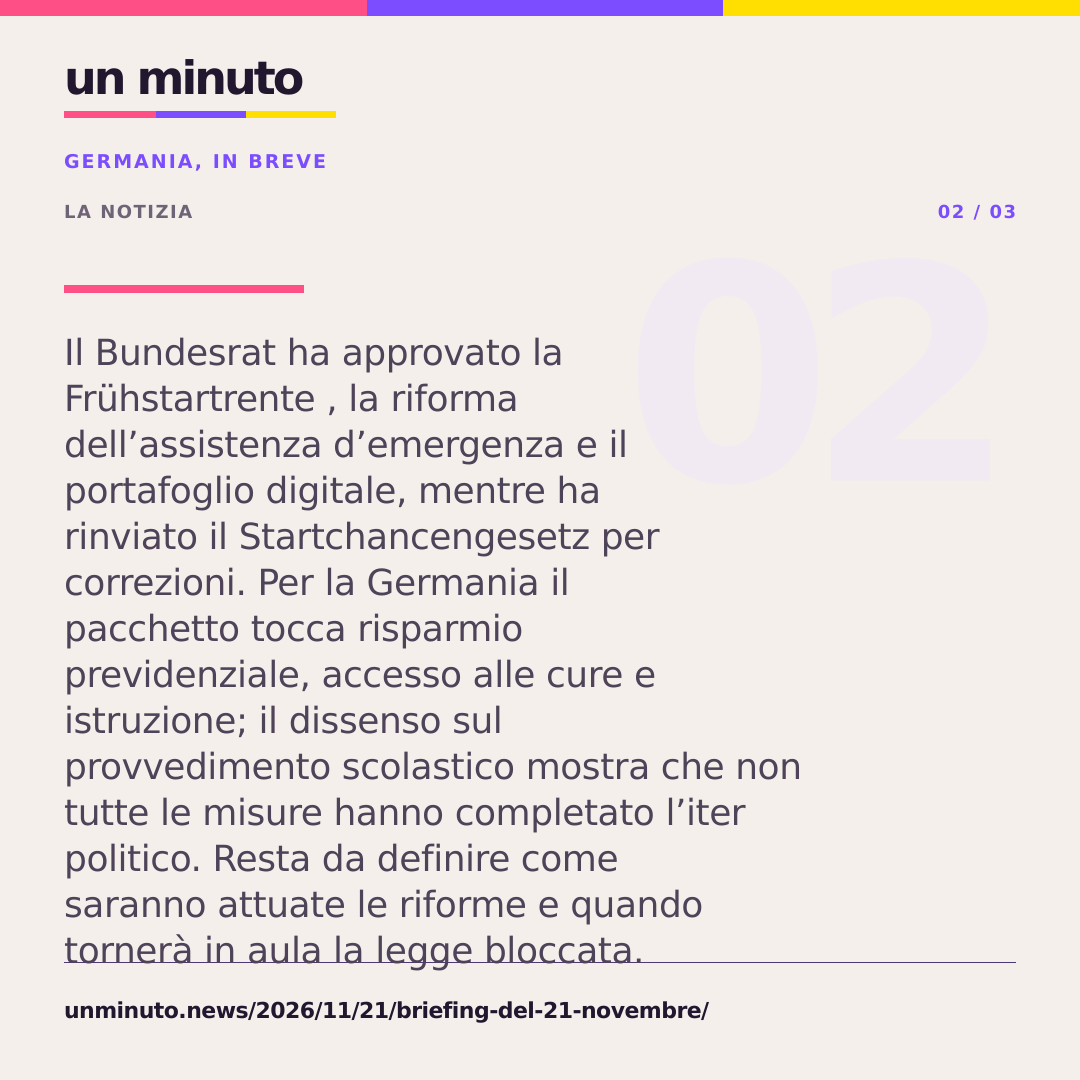 un minuto
GERMANIA, IN BREVE
LA NOTIZIA
02 / 03
02
Il Bundesrat ha approvato la
Frühstartrente , la riforma
dell’assistenza d’emergenza e il
portafoglio digitale, mentre ha
rinviato il Startchancengesetz per
correzioni. Per la Germania il
pacchetto tocca risparmio
previdenziale, accesso alle cure e
istruzione; il dissenso sul
provvedimento scolastico mostra che non
tutte le misure hanno completato l’iter
politico. Resta da definire come
saranno attuate le riforme e quando
tornerà in aula la legge bloccata.
unminuto.news/2026/11/21/briefing-del-21-novembre/